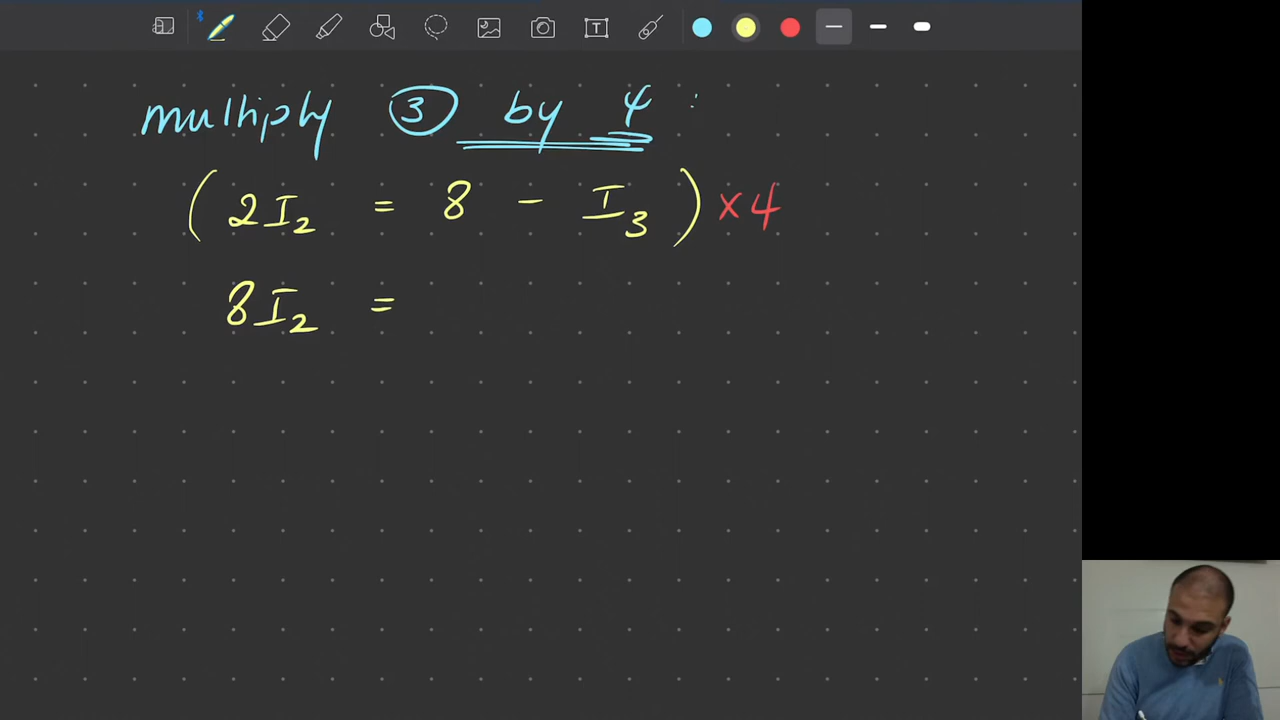 multiply ③ by 4 :
(2I₂ = 8 - I₃) ×4
8I₂ =